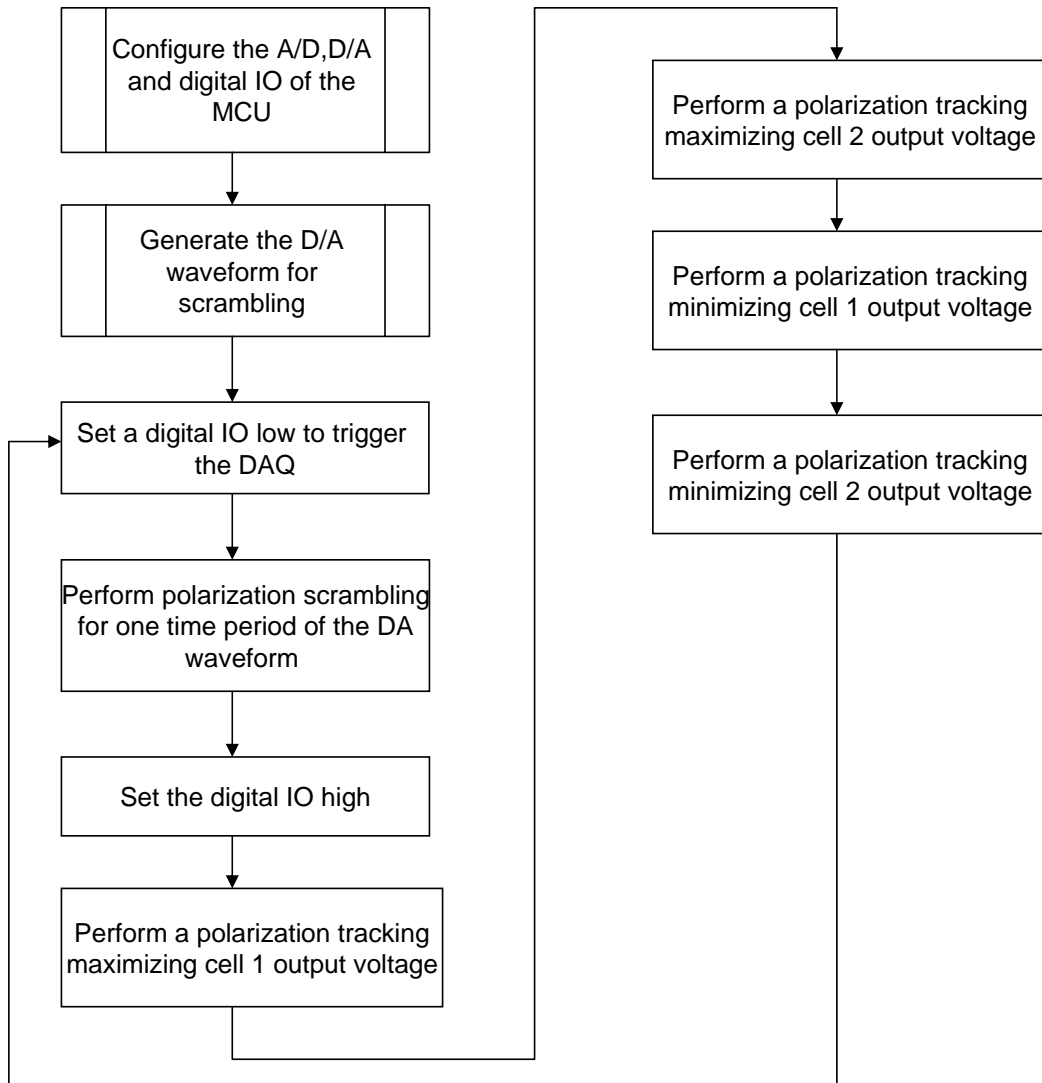 Configure the A/D,D/A
and digital IO of the
MCU
Generate the D/A
waveform for
scrambling
Set a digital IO low to trigger
the DAQ
Perform polarization scrambling
for one time period of the DA
waveform
Set the digital IO high
Perform a polarization tracking
maximizing cell 1 output voltage
Perform a polarization tracking
maximizing cell 2 output voltage
Perform a polarization tracking
minimizing cell 1 output voltage
Perform a polarization tracking
minimizing cell 2 output voltage